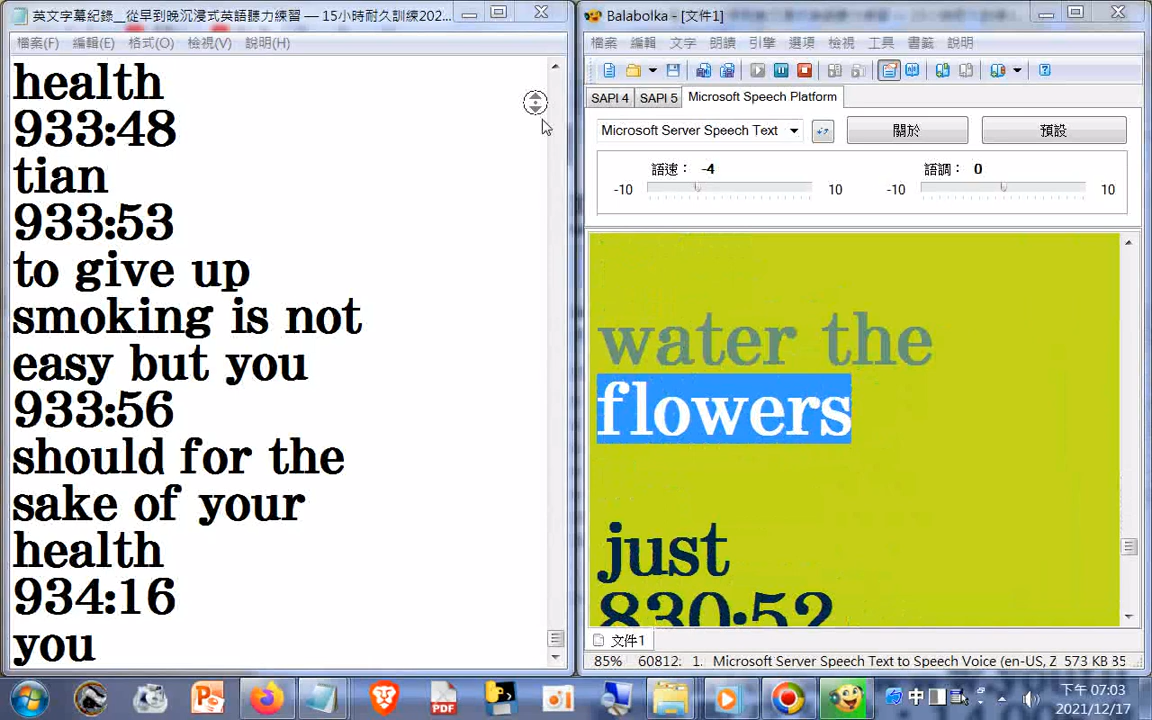 英文字幕紀錄__從早到晚沉浸式英語聽力練習 — 15小時耐久訓練202...
檔案(F) 編輯(E) 格式(O) 檢視(V) 說明(H)
health
933:48
tian
933:53
to give up
smoking is not
easy but you
933:56
should for the
sake of your
health
934:16
you
Balabolka - [文件1]
檔案 編輯 文字 朗讀 引擎 選項 檢視 工具 書籤 說明
SAPI 4 SAPI 5 Microsoft Speech Platform
Microsoft Server Speech Text 關於 預設
語速： -4 語調： 0
-10 10 -10 10
water the
flowers
just
830:52
文件1
85% 60812: 1. Microsoft Server Speech Text to Speech Voice (en-US, Z 573 KB 35
PDF 中 下午 07:03
2021/12/17